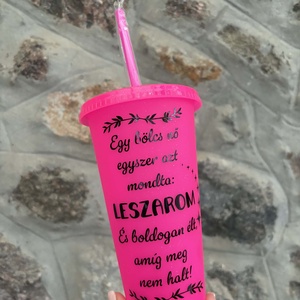 Egy bölcs nő
egyszer azt
mondta:
LESZAROM
És boldogan élt,
amíg meg
nem halt!